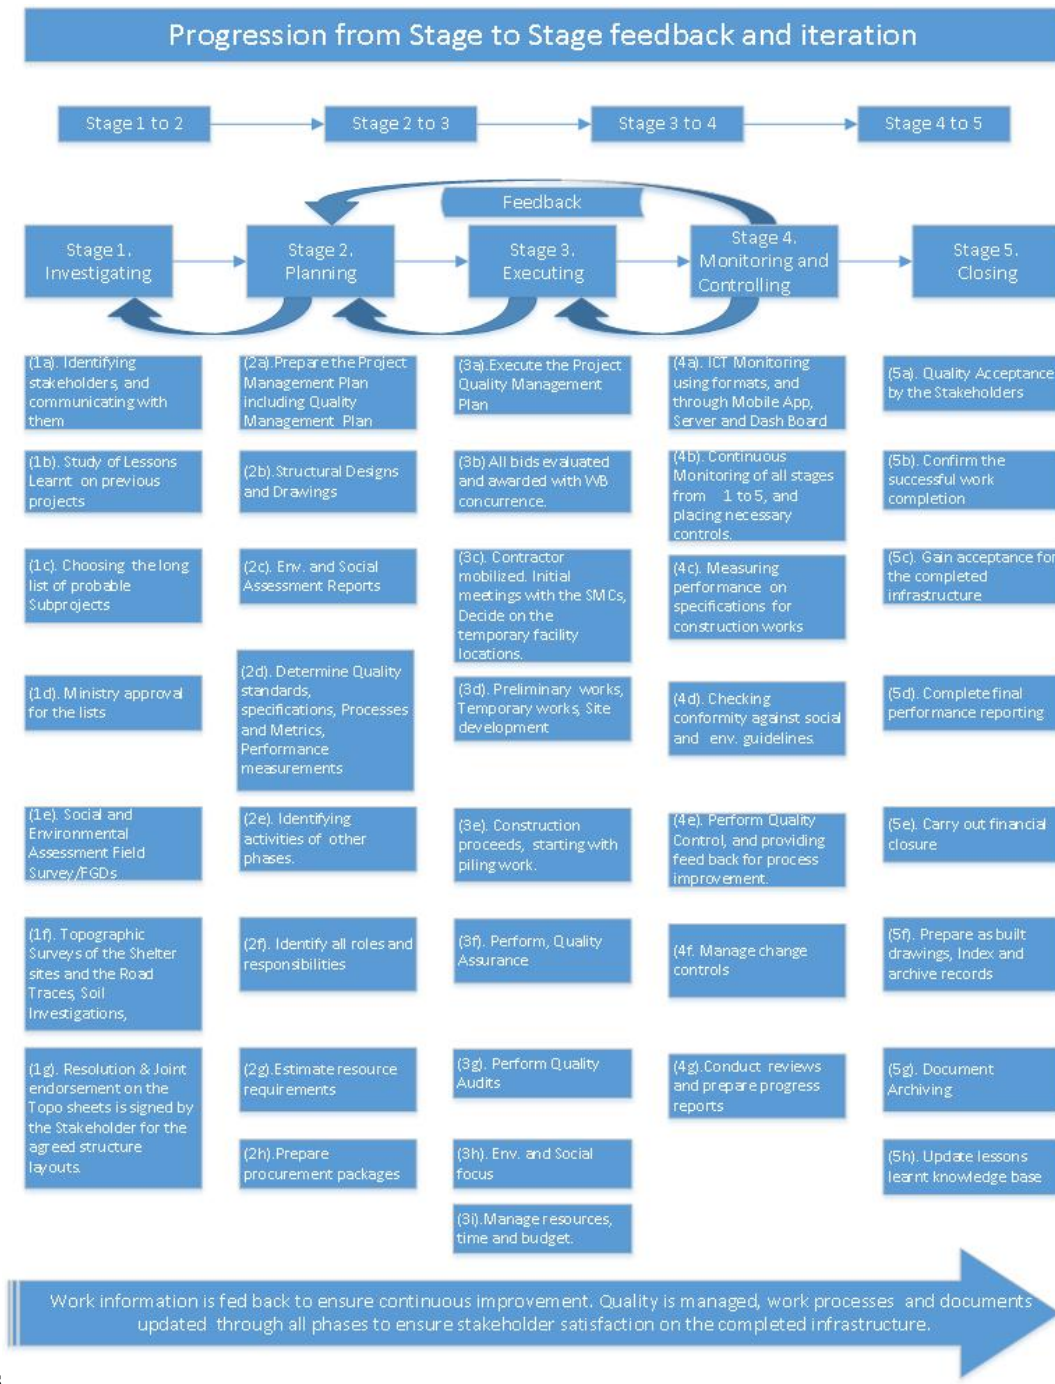 Progression from Stage to Stage feedback and iteration
Stage 1 to 2
Stage 2 to 3
Stage 3 to 4
Stage 4 to 5
Feedback
Stage 1.
Investigating
Stage 2.
Planning
Stage 3.
Executing
Stage 4.
Monitoring and
Controlling
Stage 5.
Closing
(1a). Identifying
stakeholders, and
communicating with
them
(1b). Study of Lessons
Learnt on previous
projects
(1c). Choosing the long
list of probable
Subprojects
(1d). Ministry approval
for the lists
(1e). Social and
Environmental
Assessment Field
Survey/FGDs
(1f). Topographic
Surveys of the Shelter
sites and the Road
Traces, Soil
Investigations,
(1g). Resolution & Joint
endorsement on the
Topo sheets is signed by
the Stakeholder for the
agreed structure
layouts.
(2a).Prepare the Project
Management Plan
including Quality
Management Plan
(2b).Structural Designs
and Drawings
(2c). Env. and Social
Assessment Reports
(2d). Determine Quality
standards,
specifications, Processes
and Metrics,
Performance
measurements
(2e). Identifying
activities of other
phases.
(2f). Identify all roles and
responsibilities
(2g).Estimate resource
requirements
(2h).Prepare
procurement packages
(3a).Execute the Project
Quality Management
Plan
(3b) All bids evaluated
and awarded with WB
concurrence.
(3c). Contractor
mobilized. Initial
meetings with the SMCs,
Decide on the
temporary facility
locations.
(3d). Preliminary works,
Temporary works, Site
development
(3e). Construction
proceeds, starting with
piling work.
(3f). Perform, Quality
Assurance
(3g). Perform Quality
Audits
(3h). Env. and Social
focus
(3i).Manage resources,
time and budget.
(4a). ICT Monitoring
using formats, and
through Mobile App,
Server and Dash Board
(4b). Continuous
Monitoring of all stages
from 1 to 5, and
placing necessary
controls.
(4c). Measuring
performance on
specifications for
construction works
(4d). Checking
conformity against social
and env. guidelines.
(4e). Perform Quality
Control, and providing
feed back for process
improvement.
(4f. Manage change
controls
(4g).Conduct reviews
and prepare progress
reports
(5a). Quality Acceptance
by the Stakeholders
(5b). Confirm the
successful work
completion
(5c). Gain acceptance for
the completed
infrastructure
(5d). Complete final
performance reporting
(5e). Carry out financial
closure
(5f). Prepare as built
drawings, Index and
archive records
(5g). Document
Archiving
(5h). Update lessons
learnt knowledge base
Work information is fed back to ensure continuous improvement. Quality is managed, work processes and documents
updated through all phases to ensure stakeholder satisfaction on the completed infrastructure.